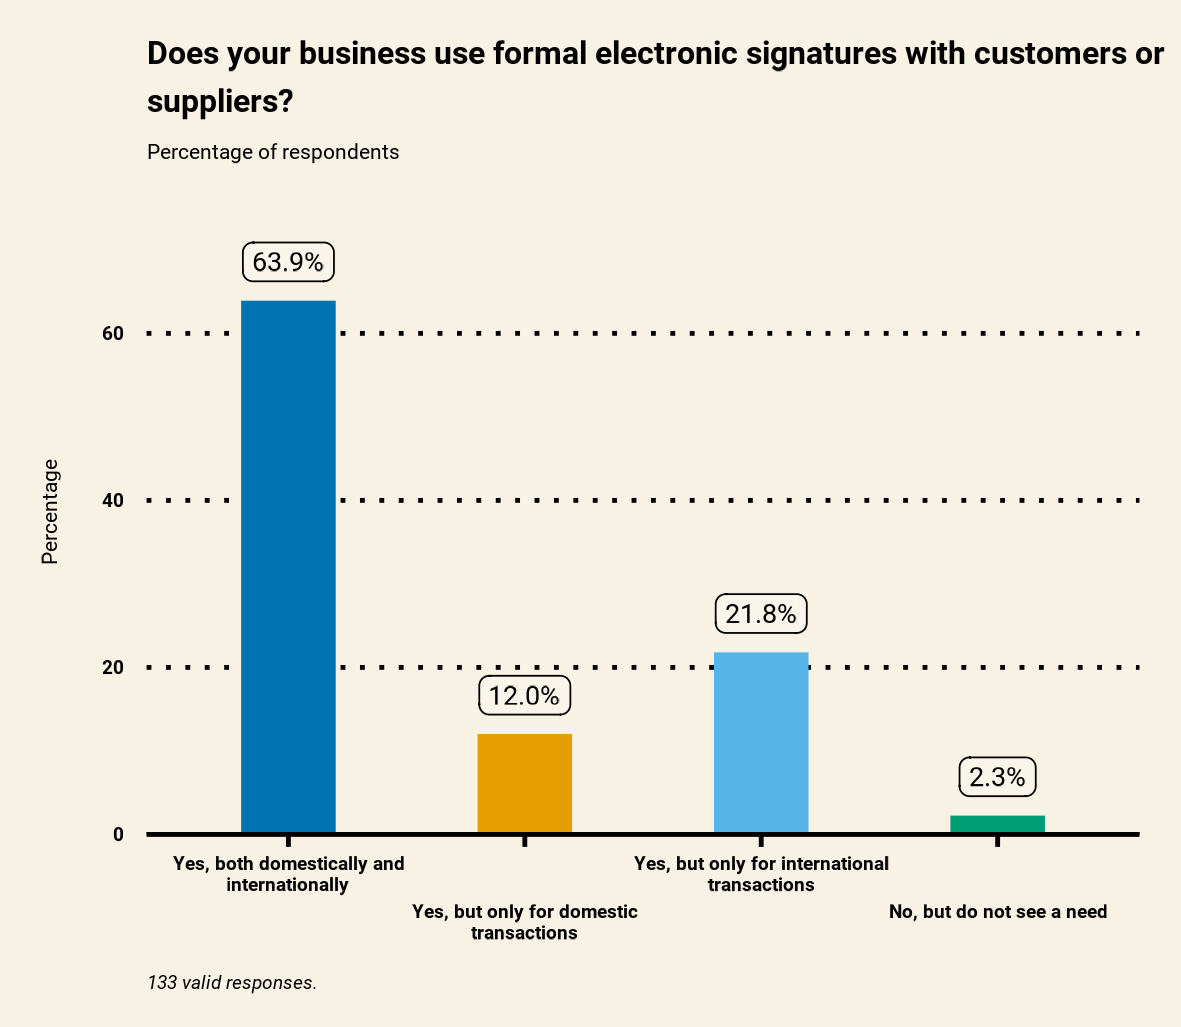 Does your business use formal electronic signatures with customers or
suppliers?
Percentage of respondents
63.9%
60
40
Percentage
21.8%
20
12.0%
2.3%
0
Yes, both domestically and
internationally
Yes, but only for domestic
transactions
Yes, but only for international
transactions
No, but do not see a need
133 valid responses.